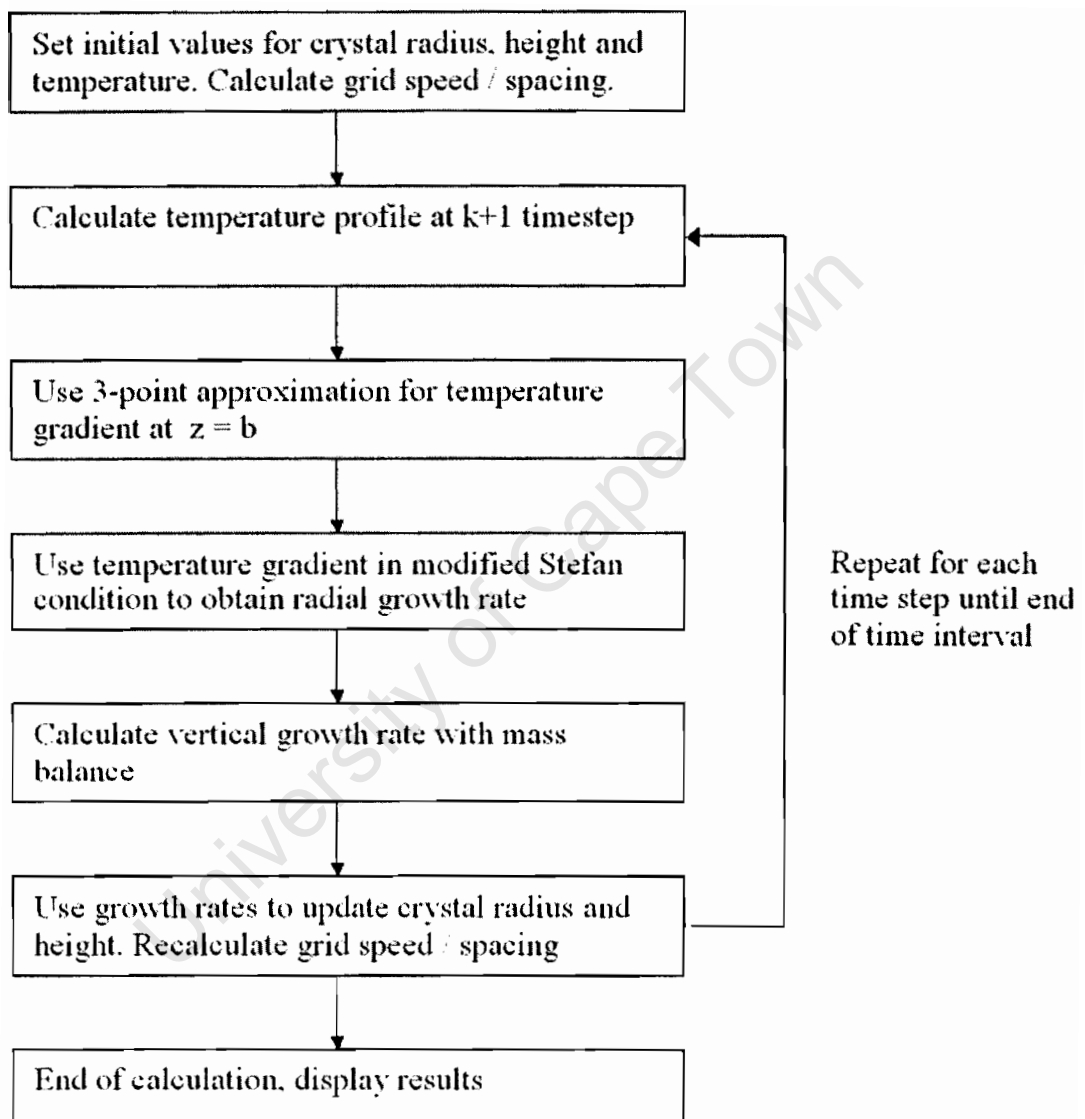 Set initial values for crystal radius, height and
temperature. Calculate grid speed / spacing.
Calculate temperature profile at k+1 timestep
Use 3-point approximation for temperature
gradient at z = b
Use temperature gradient in modified Stefan
condition to obtain radial growth rate
Repeat for each
time step until end
of time interval
Calculate vertical growth rate with mass
balance
Use growth rates to update crystal radius and
height. Recalculate grid speed / spacing
End of calculation, display results
University of Cape Town